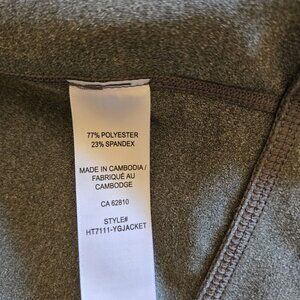 77% POLYESTER
23% SPANDEX
MADE IN CAMBODIA /
FABRIQUÉ AU
CAMBODGE
CA 62810
STYLE#
HT7111-YGJACKET